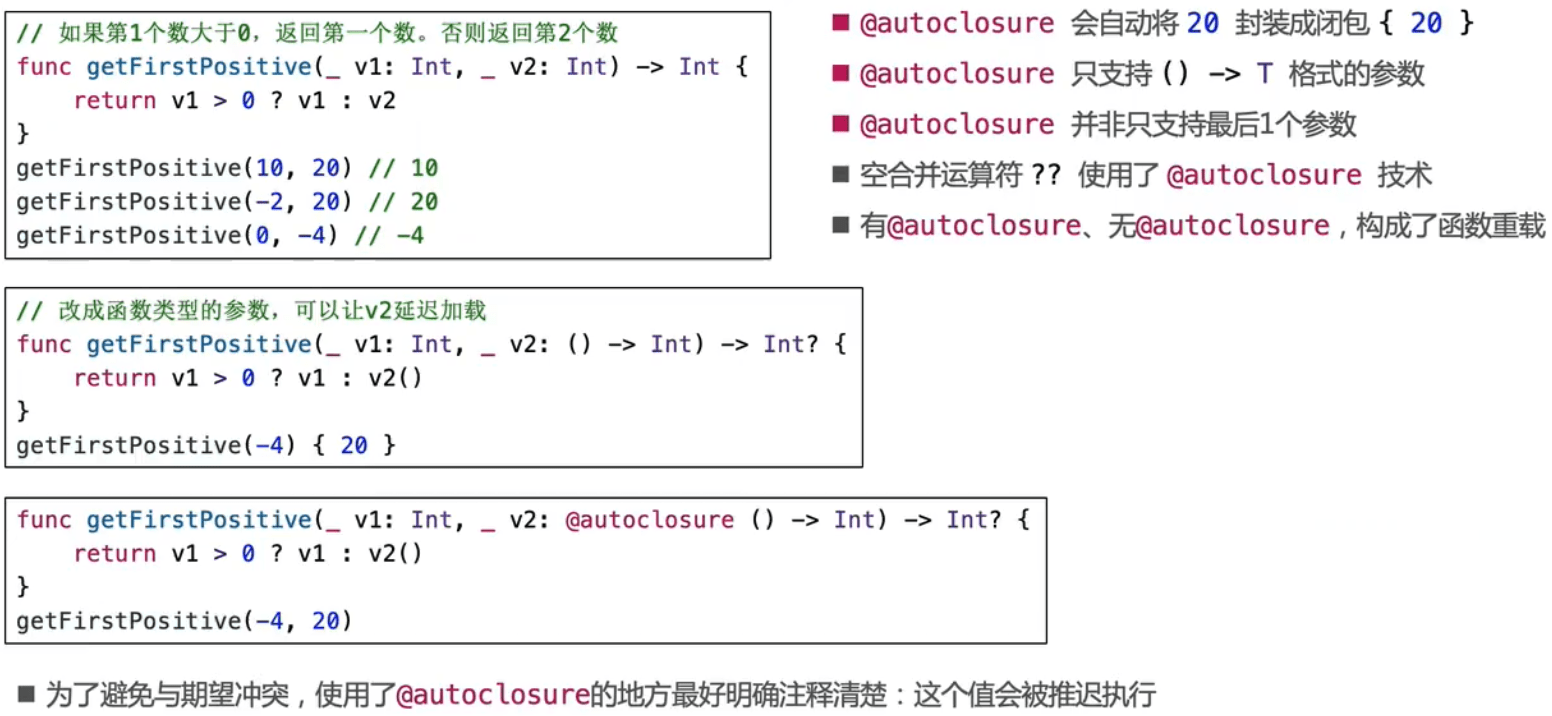 // 如果第1个数大于0，返回第一个数。否则返回第2个数
func getFirstPositive(_ v1: Int, _ v2: Int) -> Int {
    return v1 > 0 ? v1 : v2
}
getFirstPositive(10, 20) // 10
getFirstPositive(-2, 20) // 20
getFirstPositive(0, -4) // -4
// 改成函数类型的参数，可以让v2延迟加载
func getFirstPositive(_ v1: Int, _ v2: () -> Int) -> Int? {
    return v1 > 0 ? v1 : v2()
}
getFirstPositive(-4) { 20 }
func getFirstPositive(_ v1: Int, _ v2: @autoclosure () -> Int) -> Int? {
    return v1 > 0 ? v1 : v2()
}
getFirstPositive(-4, 20)
■ @autoclosure 会自动将 20 封装成闭包 { 20 }
■ @autoclosure 只支持 () -> T 格式的参数
■ @autoclosure 并非只支持最后1个参数
■ 空合并运算符 ?? 使用了 @autoclosure 技术
■ 有@autoclosure、无@autoclosure，构成了函数重载
■ 为了避免与期望冲突，使用了@autoclosure的地方最好明确注释清楚：这个值会被推迟执行